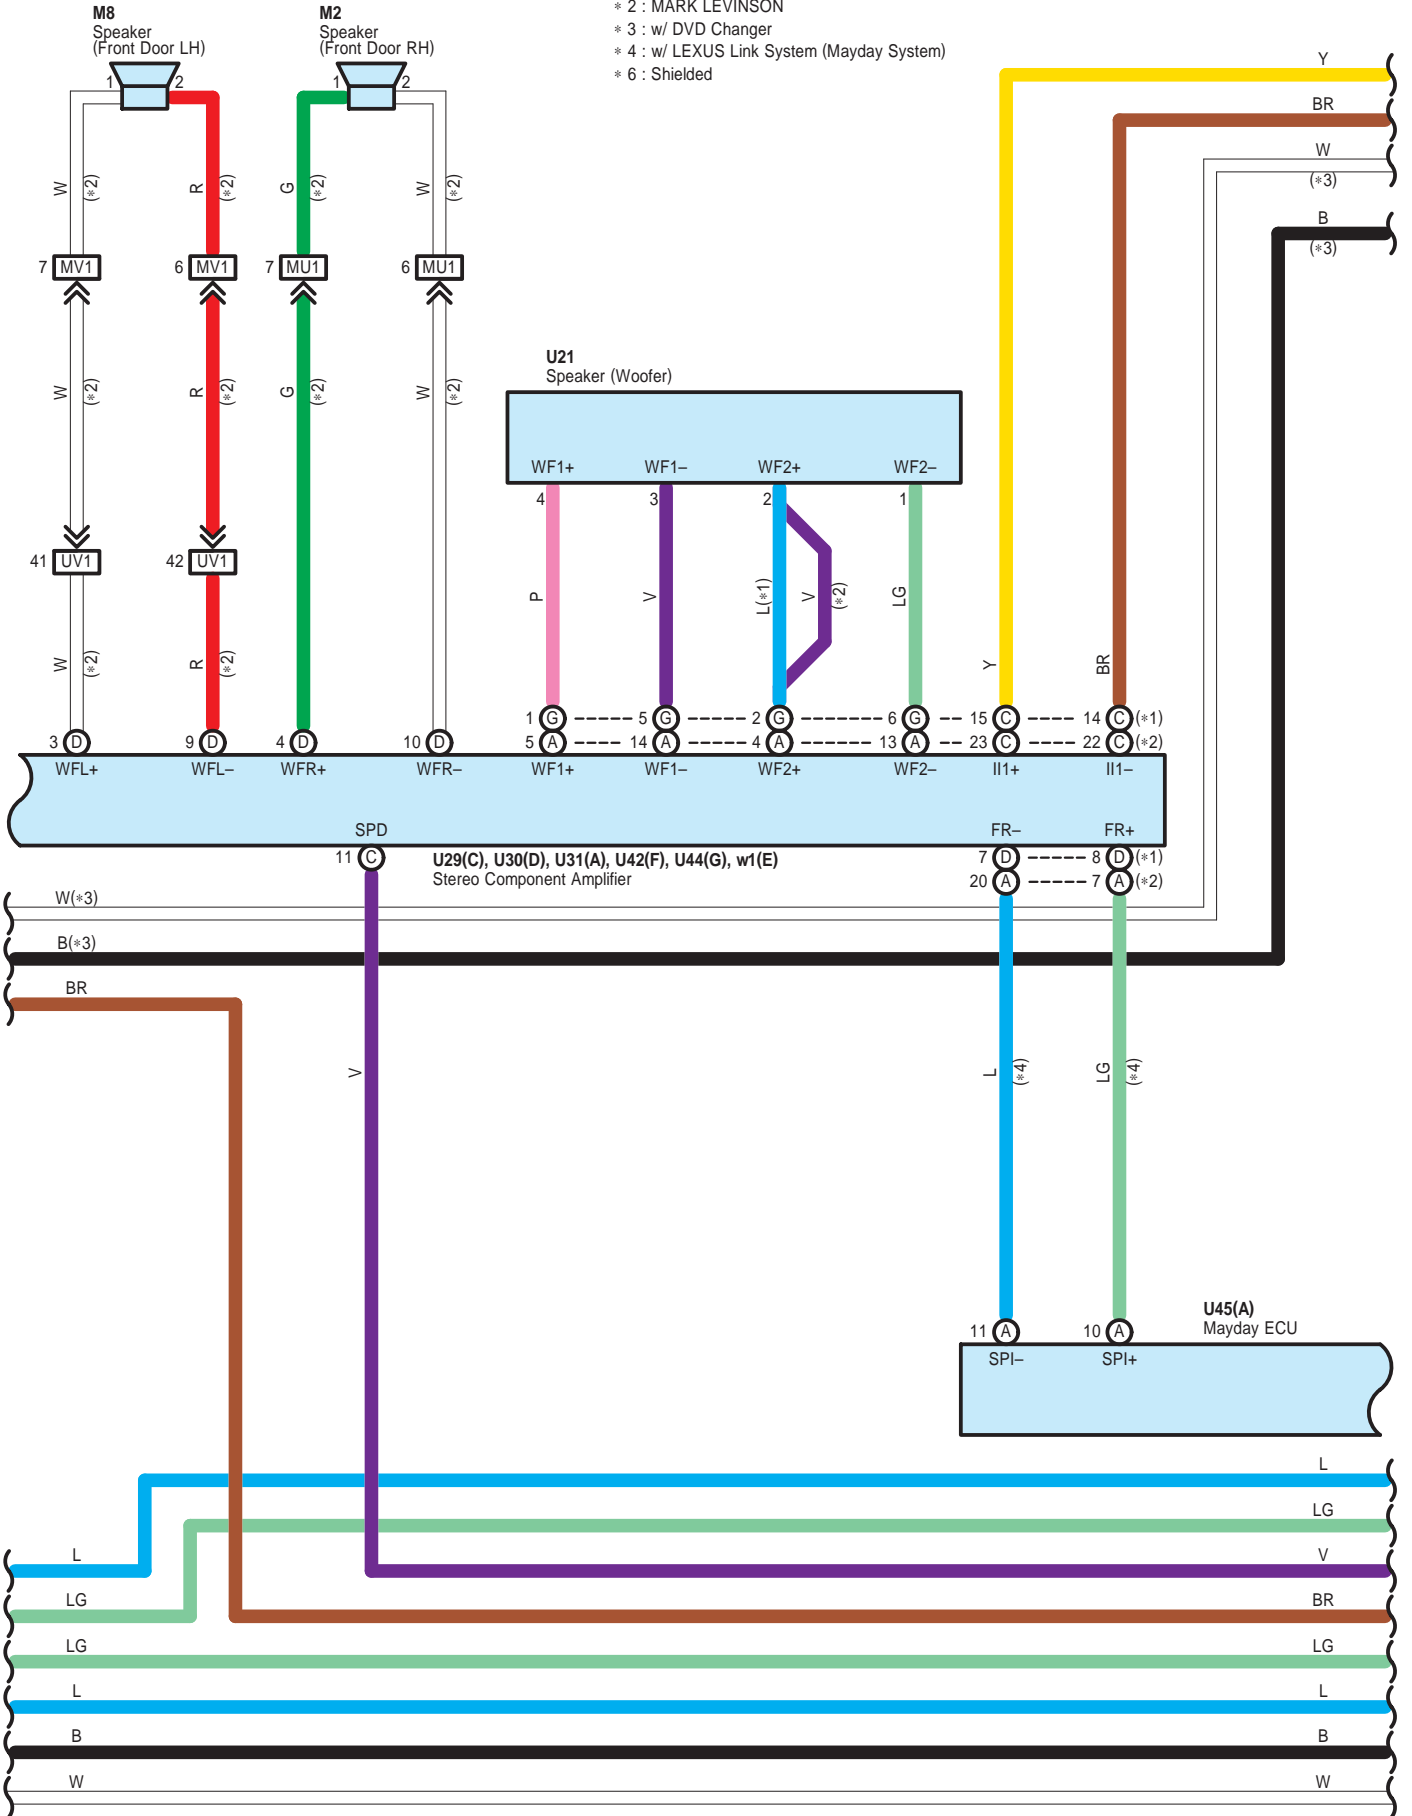 M8
Speaker
(Front Door LH)
M2
Speaker
(Front Door RH)
* 2 : MARK LEVINSON
* 3 : w/ DVD Changer
* 4 : w/ LEXUS Link System (Mayday System)
* 6 : Shielded
1 2 1 2
Y
BR
W
(*3)
B
(*3)
W (*2) R (*2) G (*2) W (*2)
7 MV1 6 MV1 7 MU1 6 MU1
W (*2) R (*2) G (*2) W (*2)
U21
Speaker (Woofer)
WF1+ WF1– WF2+ WF2–
4 3 2 1
41 UV1 42 UV1
P V L(*1) V (*2) LG
W (*2) R (*2) Y BR
1 G 5 G 2 G 6 G 15 C 14 C (*1)
3 D 9 D 4 D 10 D 5 A 14 A 4 A 13 A 23 C 22 C (*2)
WFL+ WFL– WFR+ WFR– WF1+ WF1– WF2+ WF2– II1+ II1–
SPD FR– FR+
11 C 7 D 8 D (*1)
20 A 7 A (*2)
U29(C), U30(D), U31(A), U42(F), U44(G), w1(E)
Stereo Component Amplifier
W(*3)
B(*3)
BR
V L (*4) LG (*4)
U45(A)
Mayday ECU
11 A 10 A
SPI– SPI+
L
LG
L V
LG BR
LG LG
L L
B B
W W